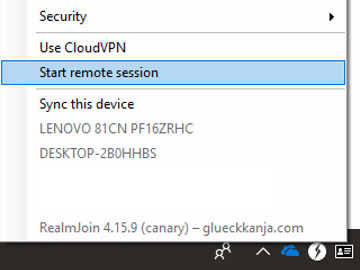 Security
Use CloudVPN
Start remote session
Sync this device
LENOVO 81CN PF16ZRHC
DESKTOP-2B0HHBS
RealmJoin 4.15.9 (canary) – glueckkanja.com